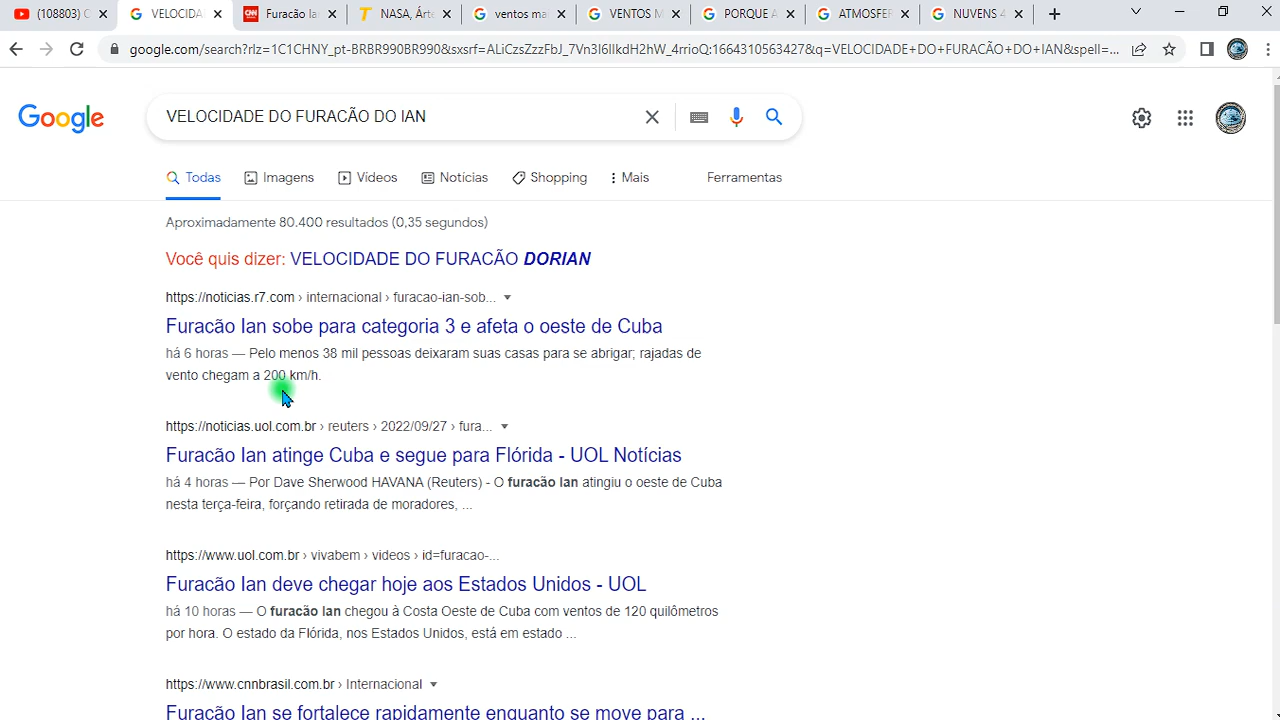 (108803) C
VELOCIDA
Furacão Ia
NASA, Árte
ventos ma
VENTOS M
PORQUE A
ATMOSFER
NUVENS 4
google.com/search?rlz=1C1CHNY_pt-BRBR990BR990&sxsrf=ALiCzsZzzFbJ_7Vn3I6lIkdH2hW_4rrioQ:1664310563427&q=VELOCIDADE+DO+FURACÃO+DO+IAN&spell=...
Google
VELOCIDADE DO FURACÃO DO IAN
Todas
Imagens
Vídeos
Notícias
Shopping
Mais
Ferramentas
Aproximadamente 80.400 resultados (0,35 segundos)
Você quis dizer: VELOCIDADE DO FURACÃO DORIAN
https://noticias.r7.com › internacional › furacao-ian-sob...
Furacão Ian sobe para categoria 3 e afeta o oeste de Cuba
há 6 horas — Pelo menos 38 mil pessoas deixaram suas casas para se abrigar; rajadas de
vento chegam a 200 km/h.
https://noticias.uol.com.br › reuters › 2022/09/27 › fura...
Furacão Ian atinge Cuba e segue para Flórida - UOL Notícias
há 4 horas — Por Dave Sherwood HAVANA (Reuters) - O furacão Ian atingiu o oeste de Cuba
nesta terça-feira, forçando retirada de moradores, ...
https://www.uol.com.br › vivabem › videos › id=furacao-...
Furacão Ian deve chegar hoje aos Estados Unidos - UOL
há 10 horas — O furacão Ian chegou à Costa Oeste de Cuba com ventos de 120 quilômetros
por hora. O estado da Flórida, nos Estados Unidos, está em estado ...
https://www.cnnbrasil.com.br › Internacional
Furacão Ian se fortalece rapidamente enquanto se move para ...